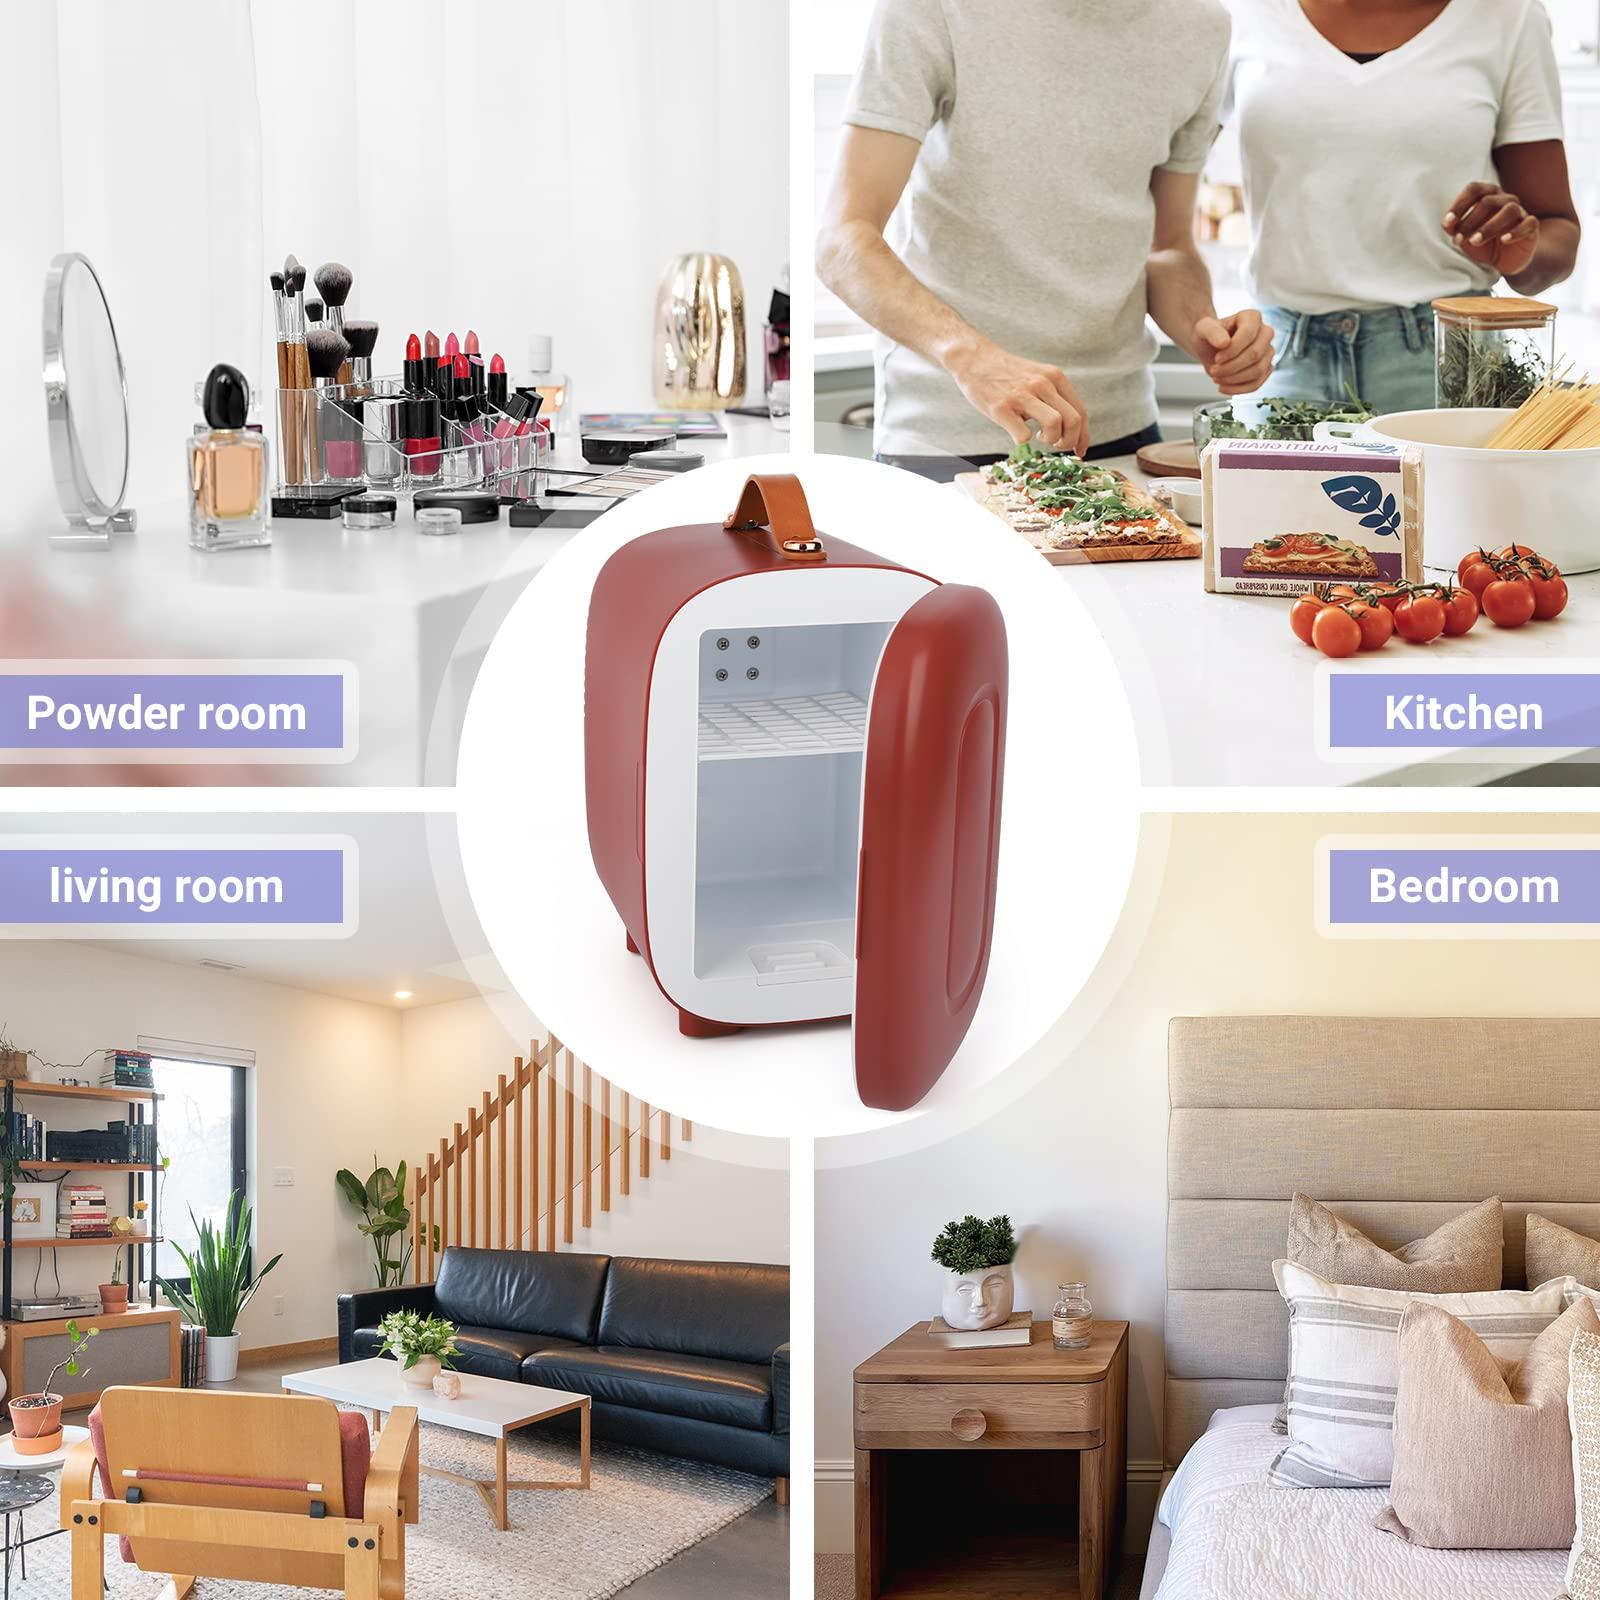 Powder room
Kitchen
living room
Bedroom
MULTI GRAIN
WHOLE GRAIN CRISPBREAD